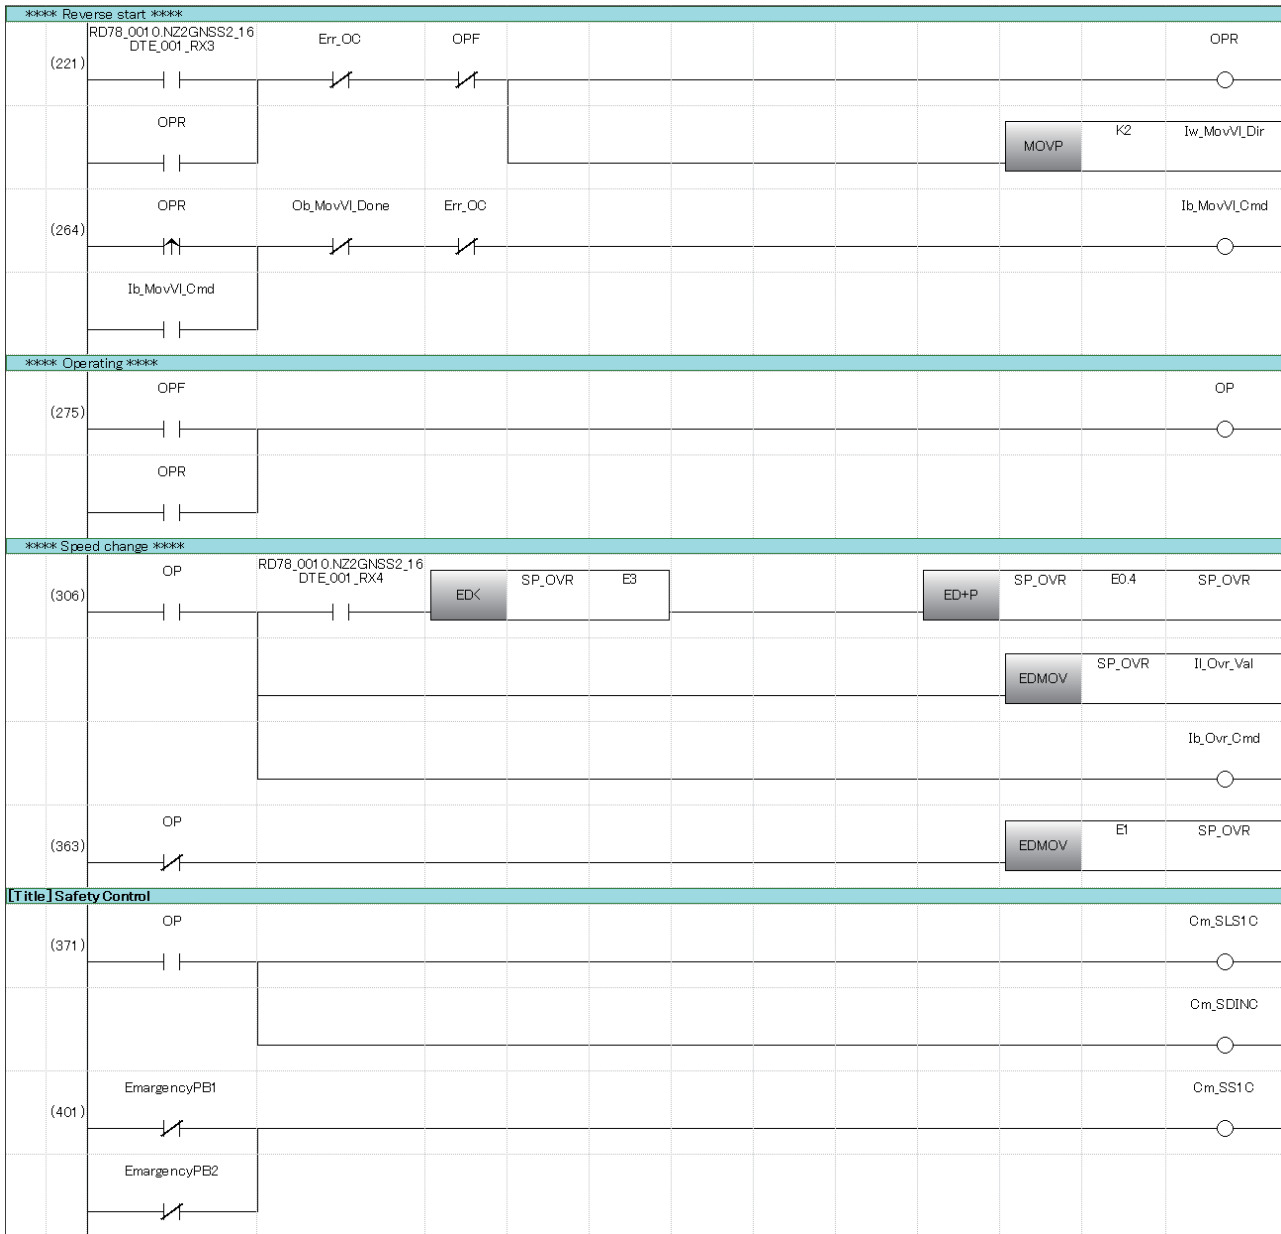 **** Reverse start ****
RD78_0010.NZ2GNSS2_16
DTE_001_RX3
Err_OC
OPF
OPR
(221)
OPR
MOVP
K2
Iw_MovVl_Dir
OPR
Ob_MovVl_Done
Err_OC
Ib_MovVl_Cmd
(264)
Ib_MovVl_Cmd
**** Operating ****
OPF
OP
(275)
OPR
**** Speed change ****
OP
RD78_0010.NZ2GNSS2_16
DTE_001_RX4
(306)
ED<
SP_OVR
E3
ED+P
SP_OVR
E0.4
SP_OVR
EDMOV
SP_OVR
Il_Ovr_Val
Ib_Ovr_Cmd
OP
(363)
EDMOV
E1
SP_OVR
[Title]Safety Control
OP
Cm_SLS1C
(371)
Cm_SDINC
EmargencyPB1
Cm_SS1C
(401)
EmargencyPB2